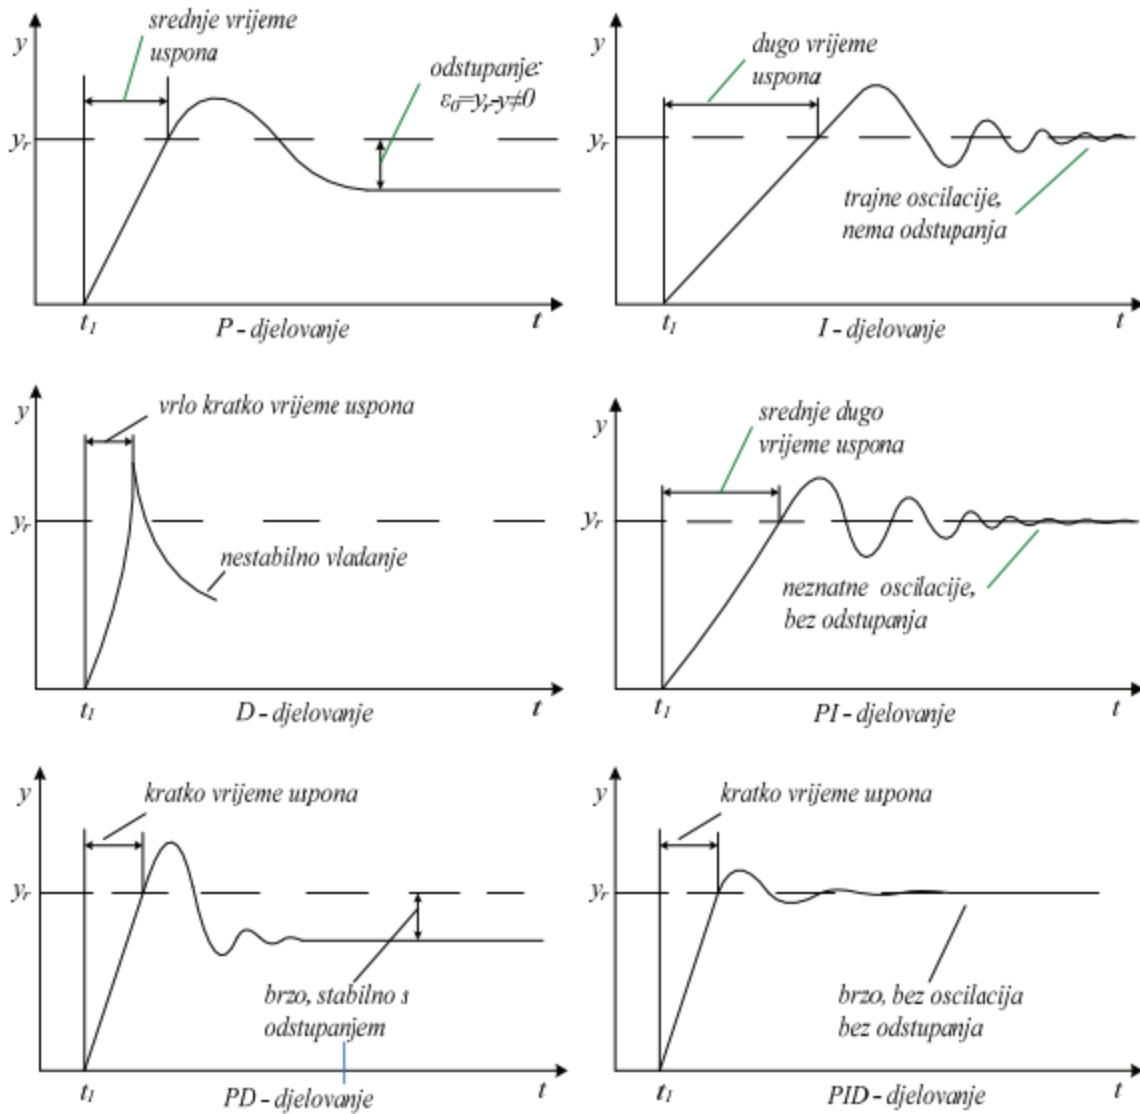 y
srednje vrijeme
uspona
odstupanje:
ε₀=yᵣ-y≠0
yᵣ
t₁
P - djelovanje
t
y
dugo vrijeme
uspona
yᵣ
trajne oscilacije,
nema odstupanja
t₁
I - djelovanje
t
y
vrlo kratko vrijeme uspona
yᵣ
nestabilno vladanje
t₁
D - djelovanje
t
y
srednje dugo
vrijeme uspona
yᵣ
neznatne oscilacije,
bez odstupanja
t₁
PI - djelovanje
t
y
kratko vrijeme uspona
yᵣ
brzo, stabilno s
odstupanjem
t₁
PD - djelovanje
t
y
kratko vrijeme uspona
yᵣ
brzo, bez oscilacija
bez odstupanja
t₁
PID - djelovanje
t